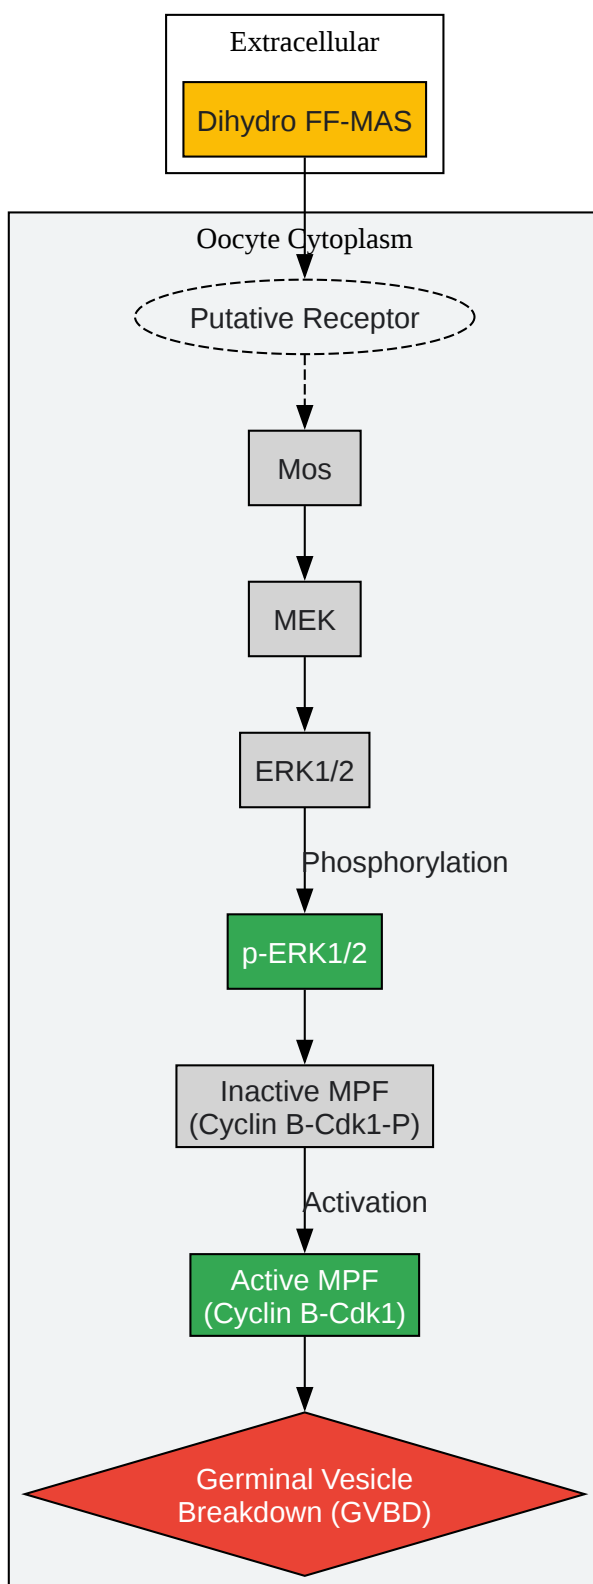 Extracellular
Dihydro FF-MAS
Oocyte Cytoplasm
Putative Receptor
Mos
MEK
ERK1/2
Phosphorylation
p-ERK1/2
Inactive MPF
(Cyclin B-Cdk1-P)
Activation
Active MPF
(Cyclin B-Cdk1)
Germinal Vesicle
Breakdown (GVBD)